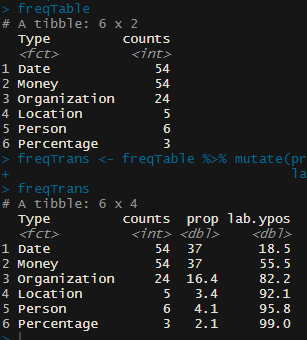 > freqTable
# A tibble: 6 x 2
  Type         counts
  <fct>         <int>
1 Date             54
2 Money            54
3 Organization     24
4 Location          5
5 Person            6
6 Percentage        3
> freqTrans <- freqTable %>% mutate(pr
+                                   la
> freqTrans
# A tibble: 6 x 4
  Type         counts  prop lab.ypos
  <fct>         <int> <dbl>    <dbl>
1 Date             54  37       18.5
2 Money            54  37       55.5
3 Organization     24  16.4     82.2
4 Location          5   3.4     92.1
5 Person            6   4.1     95.8
6 Percentage        3   2.1     99.0
>